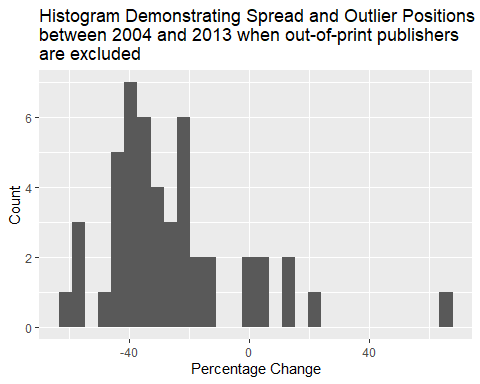 Histogram Demonstrating Spread and Outlier Positions
between 2004 and 2013 when out-of-print publishers
are excluded
6
4
2
0
Count
-40
0
40
Percentage Change